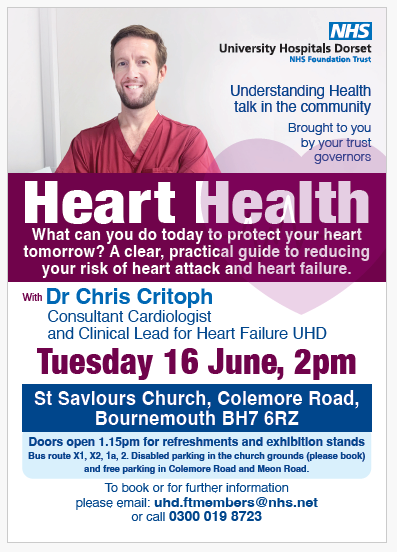 NHS
University Hospitals Dorset
NHS Foundation Trust
Understanding Health
talk in the community
Brought to you
by your trust
governors
Heart Health
What can you do today to protect your heart
tomorrow? A clear, practical guide to reducing
your risk of heart attack and heart failure.
With Dr Chris Critoph
Consultant Cardiologist
and Clinical Lead for Heart Failure UHD
Tuesday 16 June, 2pm
St Saviours Church, Colemore Road,
Bournemouth BH7 6RZ
Doors open 1.15pm for refreshments and exhibition stands
Bus route X1, X2, 1a, 2. Disabled parking in the church grounds (please book)
and free parking in Colemore Road and Meon Road.
To book or for further information
please email: uhd.ftmembers@nhs.net
or call 0300 019 8723